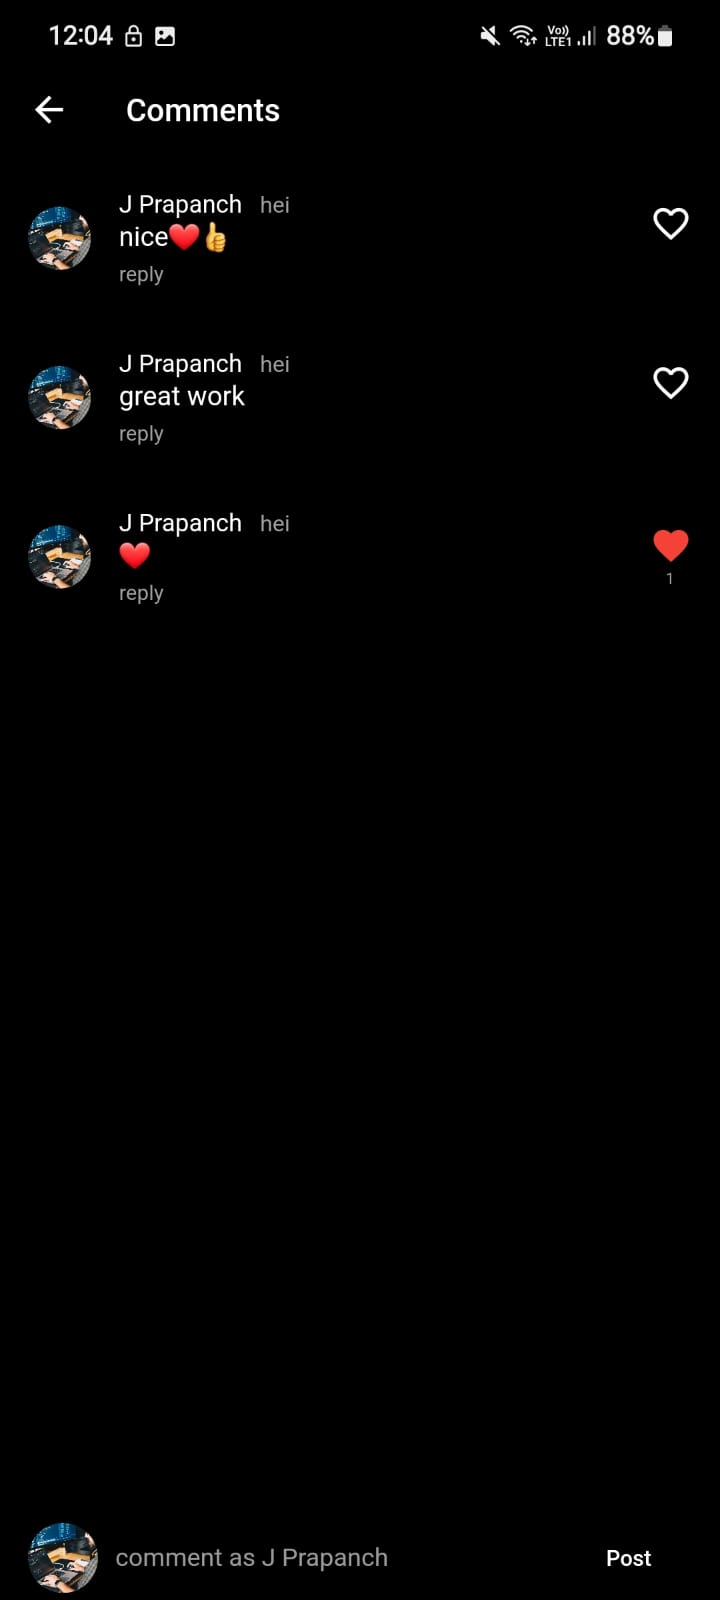 12:04 Vo)) LTE1 88%
Comments
J Prapanch hei
nice❤️👍
reply
J Prapanch hei
great work
reply
J Prapanch hei
❤️
1
reply
comment as J Prapanch Post